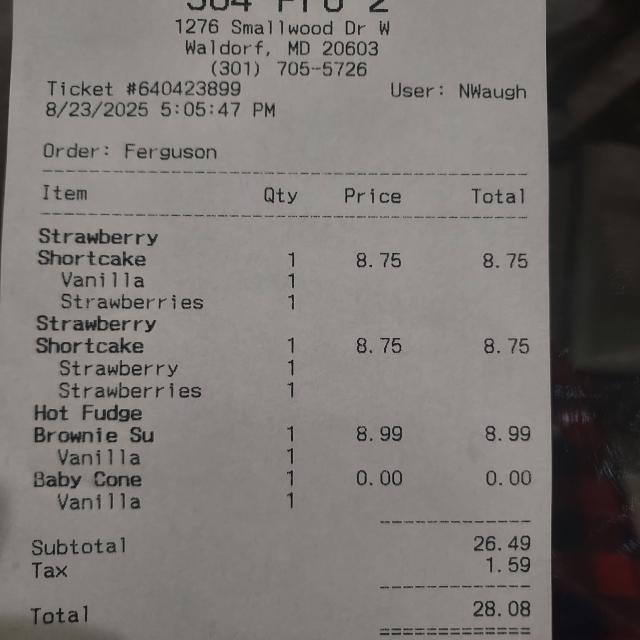 1276 Smallwood Dr W
Waldorf, MD 20603
(301) 705-5726
Ticket #640423899 User: NWaugh
8/23/2025 5:05:47 PM
Order: Ferguson
Item Qty Price Total
Strawberry
Shortcake 1 8.75 8.75
Vanilla 1
Strawberries 1
Strawberry
Shortcake 1 8.75 8.75
Strawberry 1
Strawberries 1
Hot Fudge
Brownie Su 1 8.99 8.99
Vanilla 1
Baby Cone 1 0.00 0.00
Vanilla 1
Subtotal 26.49
Tax 1.59
Total 28.08